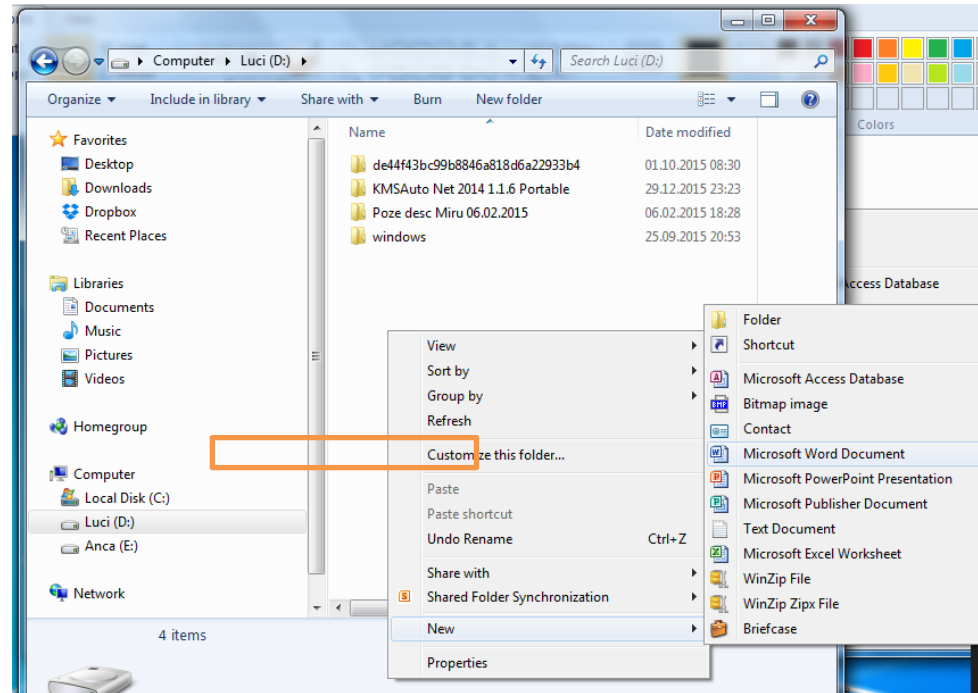 Computer ▸ Luci (D:) ▸
Search Luci (D:)
Organize Include in library Share with Burn New folder
Colors
Name Date modified
de44f43bc99b8846a818d6a22933b4 01.10.2015 08:30
KMSAuto Net 2014 1.1.6 Portable 29.12.2015 23:23
Poze desc Miru 06.02.2015 06.02.2015 18:28
windows 25.09.2015 20:53
Favorites
Desktop
Downloads
Dropbox
Recent Places
Libraries
Documents
Music
Pictures
Videos
Homegroup
Computer
Local Disk (C:)
Luci (D:)
Anca (E:)
Network
4 items
View
Sort by
Group by
Refresh
Customize this folder...
Paste
Paste shortcut
Undo Rename Ctrl+Z
Share with
Shared Folder Synchronization
New
Properties
Access Database
Folder
Shortcut
Microsoft Access Database
Bitmap image
Contact
Microsoft Word Document
Microsoft PowerPoint Presentation
Microsoft Publisher Document
Text Document
Microsoft Excel Worksheet
WinZip File
WinZip Zipx File
Briefcase